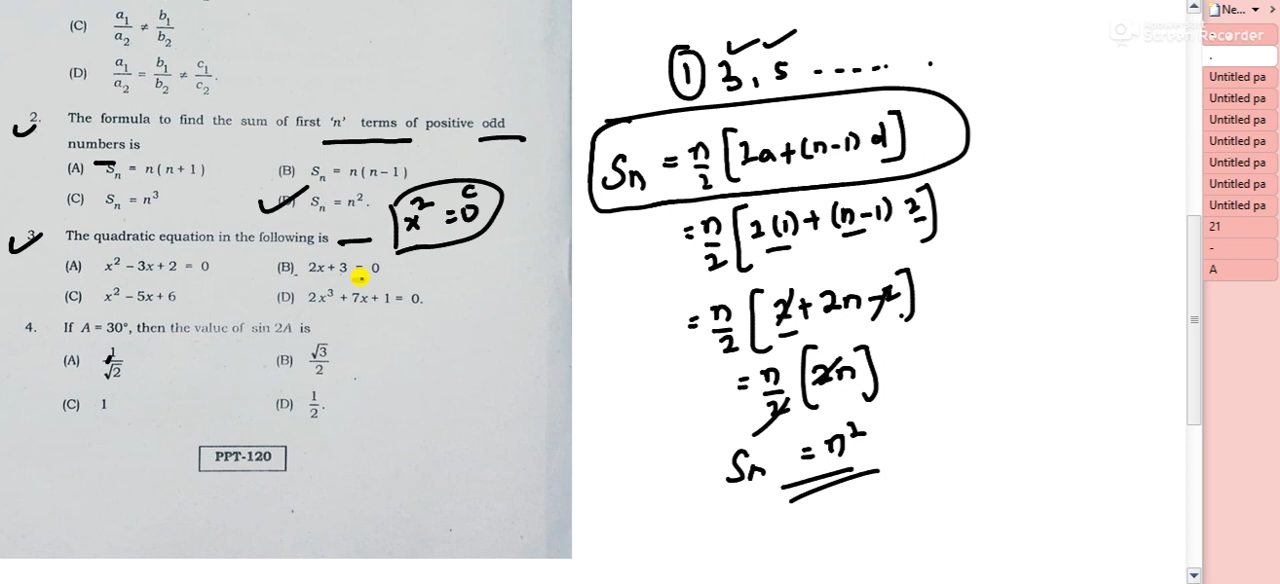 (C) a₁/a₂ ≠ b₁/b₂
(D) a₁/a₂ = b₁/b₂ ≠ c₁/c₂.
2. The formula to find the sum of first 'n' terms of positive odd
numbers is
(A) Sₙ = n ( n + 1 ) (B) Sₙ = n ( n – 1 )
(C) Sₙ = n³ Sₙ = n².
3. The quadratic equation in the following is
(A) x² – 3x + 2 = 0 (B) 2x + 3 = 0
(C) x² – 5x + 6 (D) 2x³ + 7x + 1 = 0.
4. If A = 30°, then the value of sin 2A is
(A) 1/√2 (B) √3/2
(C) 1 (D) 1/2.
PPT-120
x² = 0
① 3, 5 ------
Sn = n/2 [2a+(n-1) d]
= n/2 [2(1) + (n-1) 2]
= n/2 [2 + 2n - 2]
= n/2 [2n]
Sn = n²
Screen Recorder
Ne...
.
Untitled pa
Untitled pa
Untitled pa
Untitled pa
Untitled pa
Untitled pa
Untitled pa
21
-
A